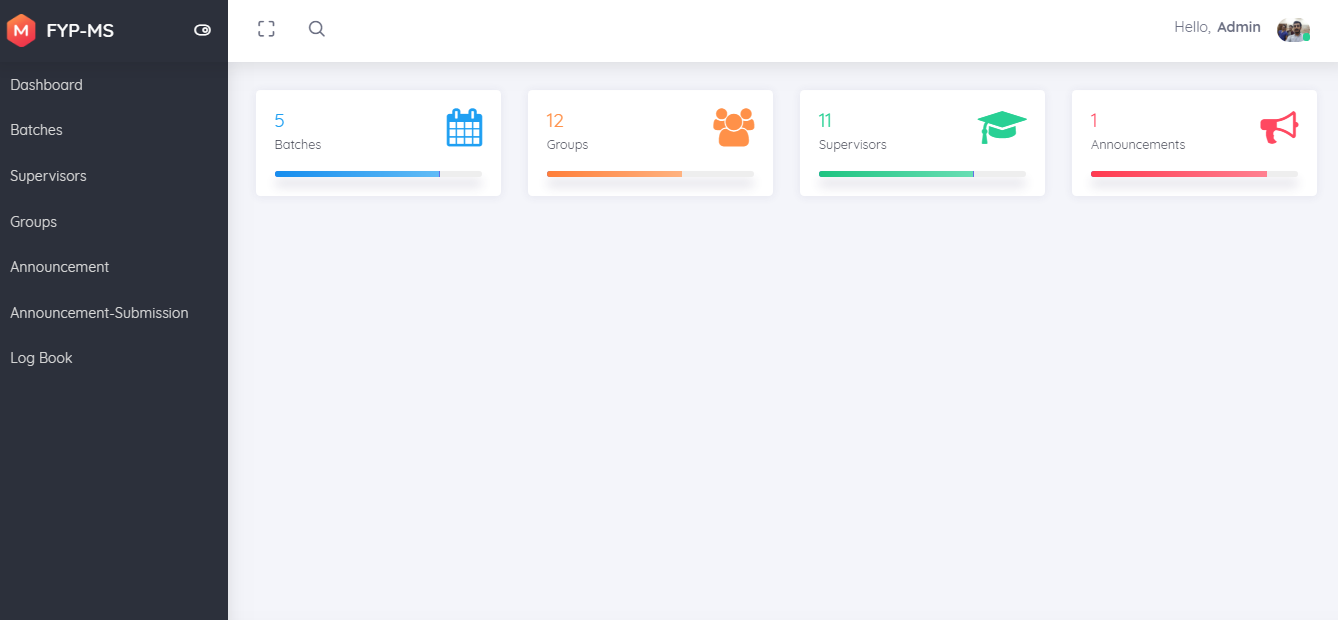 M FYP-MS
Hello, Admin
Dashboard
Batches
Supervisors
Groups
Announcement
Announcement-Submission
Log Book
5
Batches
12
Groups
11
Supervisors
1
Announcements